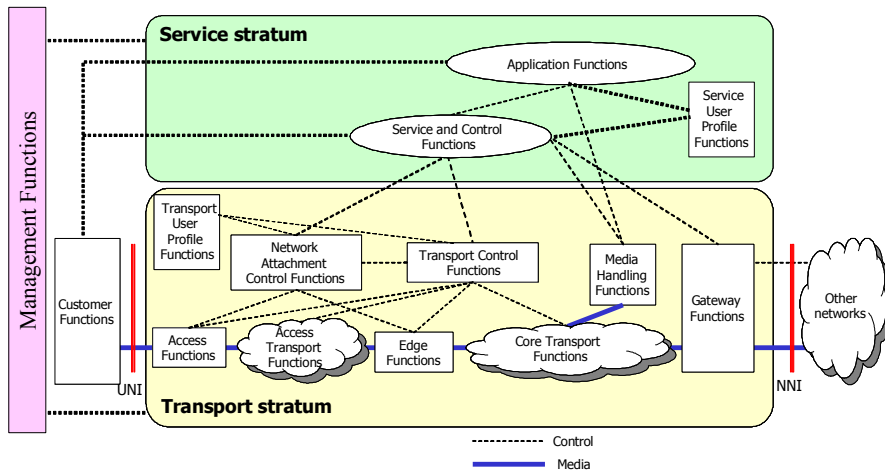 Management Functions
Service stratum
Application Functions
Service
User
Profile
Functions
Service and Control
Functions
Transport
User
Profile
Functions
Network
Attachment
Control Functions
Transport Control
Functions
Media
Handling
Functions
Customer
Functions
Gateway
Functions
Other
networks
Access
Functions
Access
Transport
Functions
Edge
Functions
Core Transport
Functions
UNI
NNI
Transport stratum
Control
Media